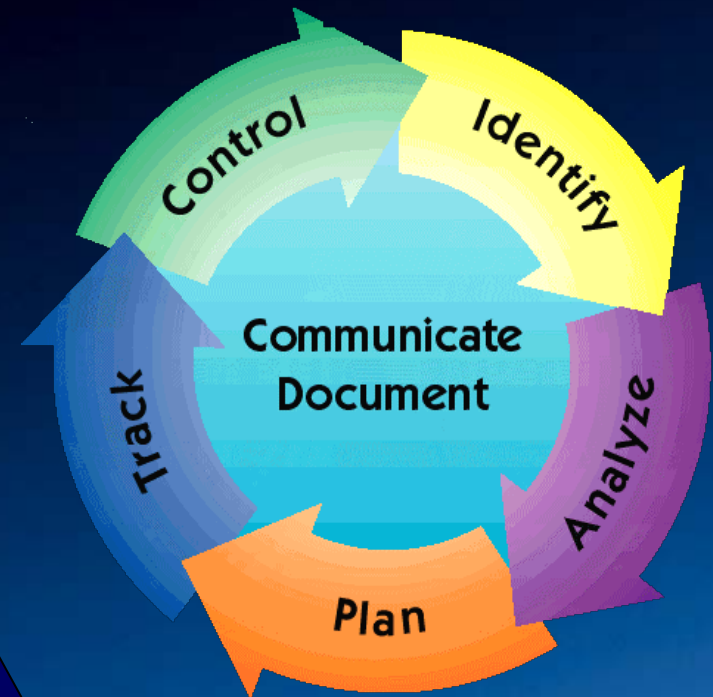 Control
Identify
Communicate
Document
Track
Analyze
Plan